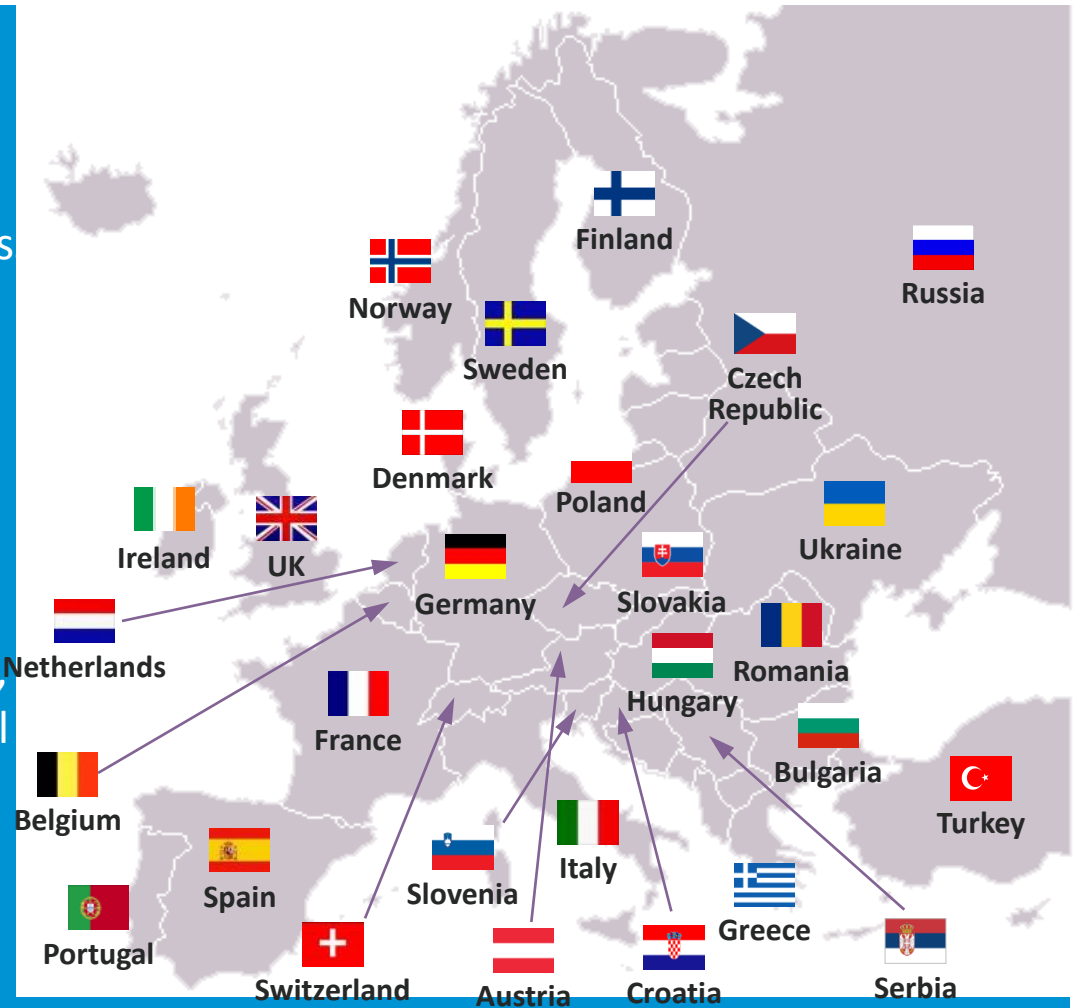 s
Finland
Russia
Norway
Sweden
Czech
Republic
Denmark
Poland
Ireland
UK
Ukraine
Germany
Slovakia
Netherlands
,
Romania
Hungary
l
France
Bulgaria
Belgium
Turkey
Italy
Slovenia
Spain
Greece
Portugal
Switzerland
Austria
Croatia
Serbia